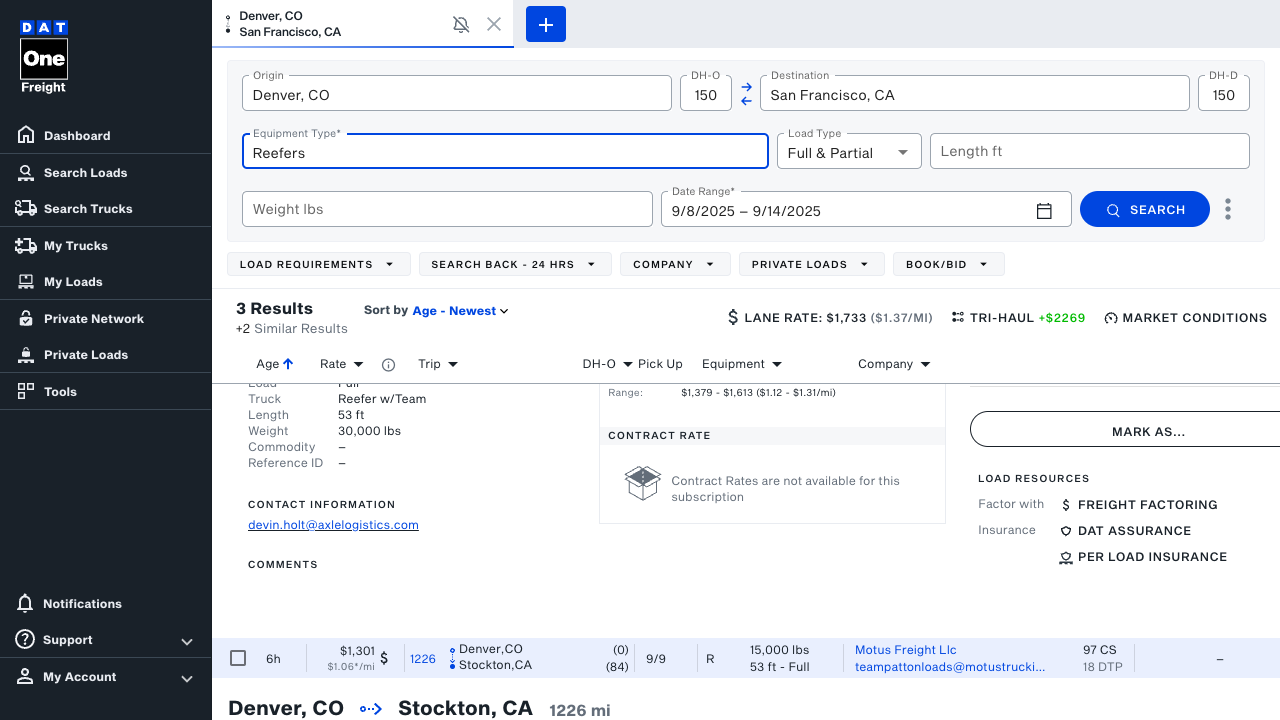 DAT
One
Freight
Dashboard
Search Loads
Search Trucks
My Trucks
My Loads
Private Network
Private Loads
Tools
Notifications
Support
My Account
Denver, CO
San Francisco, CA
Origin
Denver, CO
DH-O
150
Destination
San Francisco, CA
DH-D
150
Equipment Type*
Reefers
Load Type
Full & Partial
Length ft
Weight lbs
Date Range*
9/8/2025 – 9/14/2025
SEARCH
LOAD REQUIREMENTS
SEARCH BACK - 24 HRS
COMPANY
PRIVATE LOADS
BOOK/BID
3 Results
+2 Similar Results
Sort by Age - Newest
LANE RATE: $1,733 ($1.37/MI)
TRI-HAUL +$2269
MARKET CONDITIONS
Age Rate Trip DH-O Pick Up Equipment Company
Load Full
Truck Reefer w/Team
Length 53 ft
Weight 30,000 lbs
Commodity –
Reference ID –
CONTACT INFORMATION
devin.holt@axlelogistics.com
COMMENTS
Range: $1,379 - $1,613 ($1.12 - $1.31/mi)
CONTRACT RATE
Contract Rates are not available for this
subscription
MARK AS...
LOAD RESOURCES
Factor with $ FREIGHT FACTORING
Insurance DAT ASSURANCE
PER LOAD INSURANCE
6h
$1,301 $
$1.06*/mi
1226
Denver,CO (0)
Stockton,CA (84)
9/9
R
15,000 lbs
53 ft - Full
Motus Freight Llc
teampattonloads@motustrucki...
97 CS
18 DTP
–
Denver, CO Stockton, CA 1226 mi